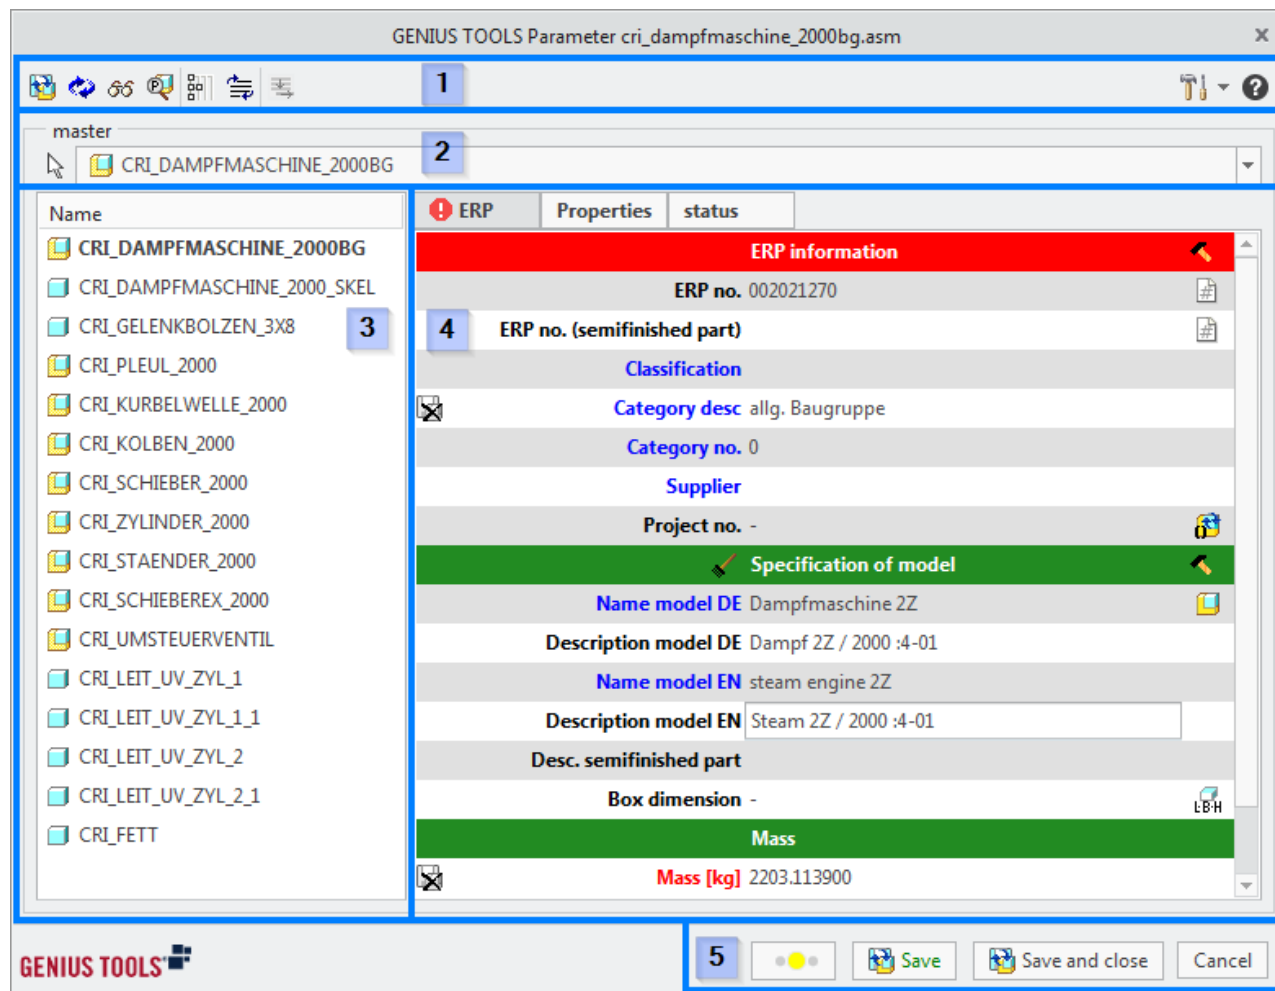 GENIUS TOOLS Parameter cri_dampfmaschine_2000bg.asm
1
master
CRI_DAMPFMASCHINE_2000BG
2
Name
CRI_DAMPFMASCHINE_2000BG
CRI_DAMPFMASCHINE_2000_SKEL
CRI_GELENKBOLZEN_3X8
3
CRI_PLEUL_2000
CRI_KURBELWELLE_2000
CRI_KOLBEN_2000
CRI_SCHIEBER_2000
CRI_ZYLINDER_2000
CRI_STAENDER_2000
CRI_SCHIEBEREX_2000
CRI_UMSTEUERVENTIL
CRI_LEIT_UV_ZYL_1
CRI_LEIT_UV_ZYL_1_1
CRI_LEIT_UV_ZYL_2
CRI_LEIT_UV_ZYL_2_1
CRI_FETT
ERP Properties status
ERP information
ERP no. 002021270
4
ERP no. (semifinished part)
Classification
Category desc allg. Baugruppe
Category no. 0
Supplier
Project no. -
Specification of model
Name model DE Dampfmaschine 2Z
Description model DE Dampf 2Z / 2000 :4-01
Name model EN steam engine 2Z
Description model EN Steam 2Z / 2000 :4-01
Desc. semifinished part
Box dimension -
L·B·H
Mass
Mass [kg] 2203.113900
GENIUS TOOLS
5
Save
Save and close
Cancel